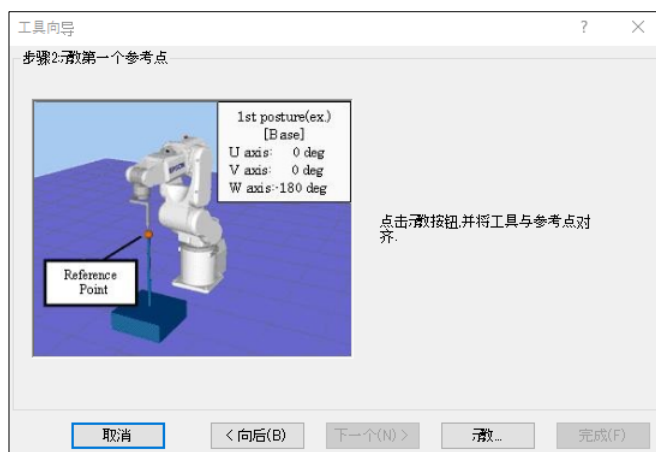 工具向导
步骤2:示教第一个参考点
1st posture(ex.)
[Base]
U axis: 0 deg
V axis: 0 deg
W axis:-180 deg
Reference
Point
点击示教按钮,并将工具与参考点对
齐.
取消
< 向后(B)
下一个(N) >
示教...
完成(F)